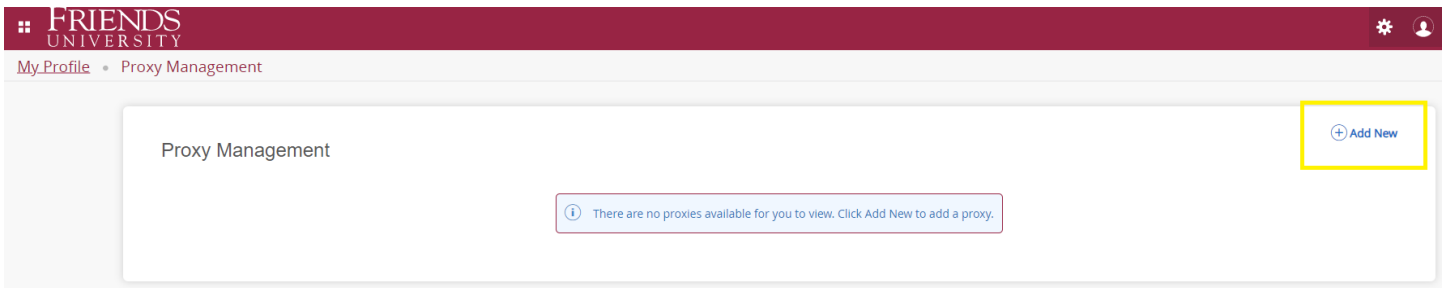 FRIENDS
UNIVERSITY
My Profile • Proxy Management
Add New
Proxy Management
There are no proxies available for you to view. Click Add New to add a proxy.